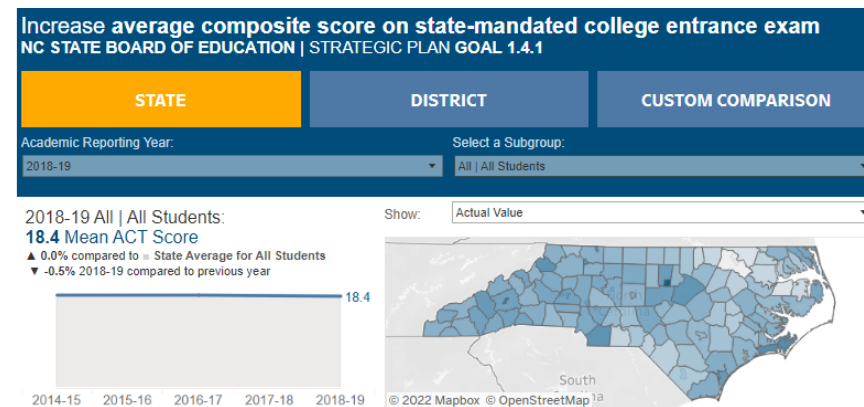 Increase average composite score on state-mandated college entrance exam
NC STATE BOARD OF EDUCATION | STRATEGIC PLAN GOAL 1.4.1
STATE
DISTRICT
CUSTOM COMPARISON
Academic Reporting Year:
Select a Subgroup:
2018-19
All | All Students
2018-19 All | All Students:
18.4 Mean ACT Score
▲ 0.0% compared to ■ State Average for All Students
▼ -0.5% 2018-19 compared to previous year
18.4
2014-15 2015-16 2016-17 2017-18 2018-19
Show:
Actual Value
North
Carolina
South
© 2022 Mapbox © OpenStreetMap